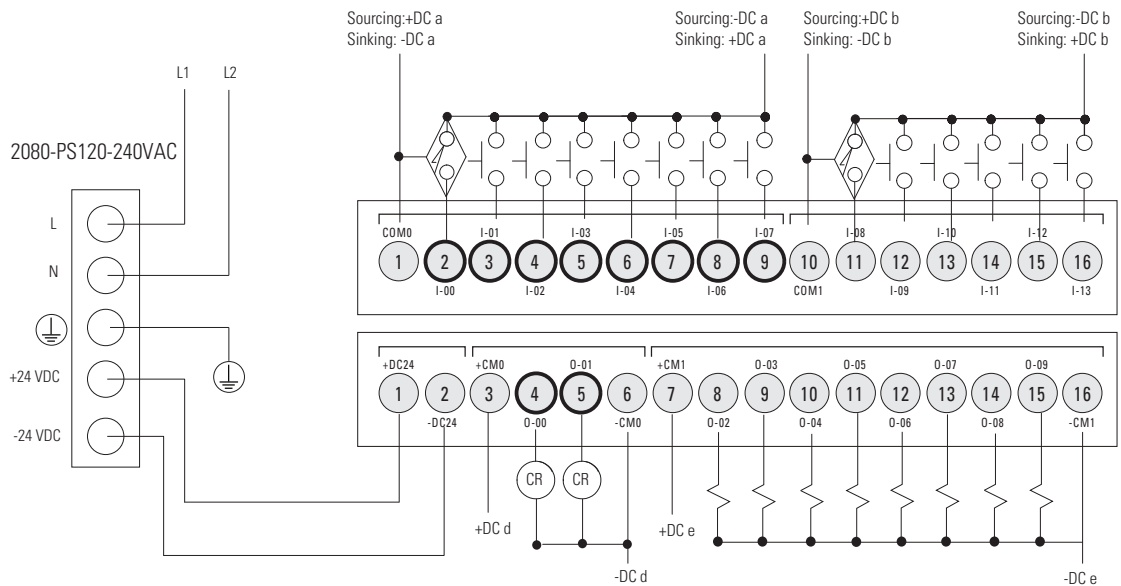 Sourcing:+DC a
Sinking: -DC a
Sourcing:-DC a
Sinking: +DC a
Sourcing:+DC b
Sinking: -DC b
Sourcing:-DC b
Sinking: +DC b
L1 L2
2080-PS120-240VAC
L
N
+24 VDC
-24 VDC
COM0 I-01 I-03 I-05 I-07 I-08 I-10 I-12
1 2 3 4 5 6 7 8 9 10 11 12 13 14 15 16
I-00 I-02 I-04 I-06 COM1 I-09 I-11 I-13
+DC24 +CM0 O-01 +CM1 O-03 O-05 O-07 O-09
1 2 3 4 5 6 7 8 9 10 11 12 13 14 15 16
-DC24 O-00 -CM0 O-02 O-04 O-06 O-08 -CM1
CR CR
+DC d
+DC e
-DC d
-DC e